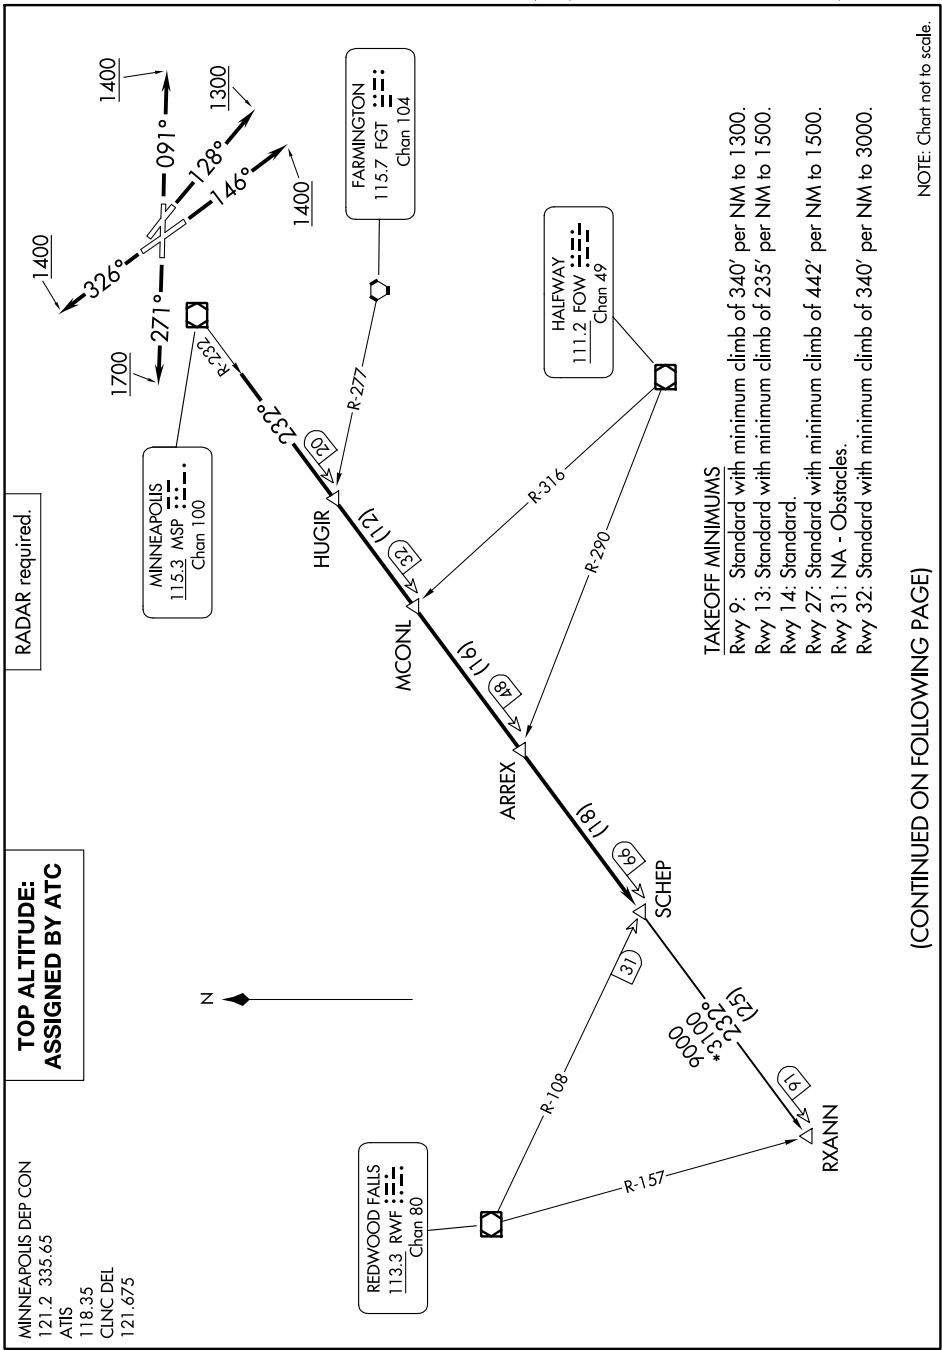 MINNEAPOLIS DEP CON
121.2 335.65
ATIS
118.35
CLNC DEL
121.675
TOP ALTITUDE:
ASSIGNED BY ATC
RADAR required.
1400
326°
1700
271°
1400
091°
1300
128°
146°
1400
MINNEAPOLIS
115.3 MSP
Chan 100
R-232
232°
FARMINGTON
115.7 FGT
Chan 104
R-277
20
HUGIR
(12)
32
MCONL
R-316
HALFWAY
111.2 FOW
Chan 49
R-290
(16)
48
ARREX
(18)
66
SCHEP
N
31
R-108
REDWOOD FALLS
113.3 RWF
Chan 80
R-157
9000
*3100
232°
(25)
91
RXANN
TAKEOFF MINIMUMS
Rwy 9: Standard with minimum climb of 340' per NM to 1300.
Rwy 13: Standard with minimum climb of 235' per NM to 1500.
Rwy 14: Standard.
Rwy 27: Standard with minimum climb of 442' per NM to 1500.
Rwy 31: NA - Obstacles.
Rwy 32: Standard with minimum climb of 340' per NM to 3000.
(CONTINUED ON FOLLOWING PAGE)
NOTE: Chart not to scale.